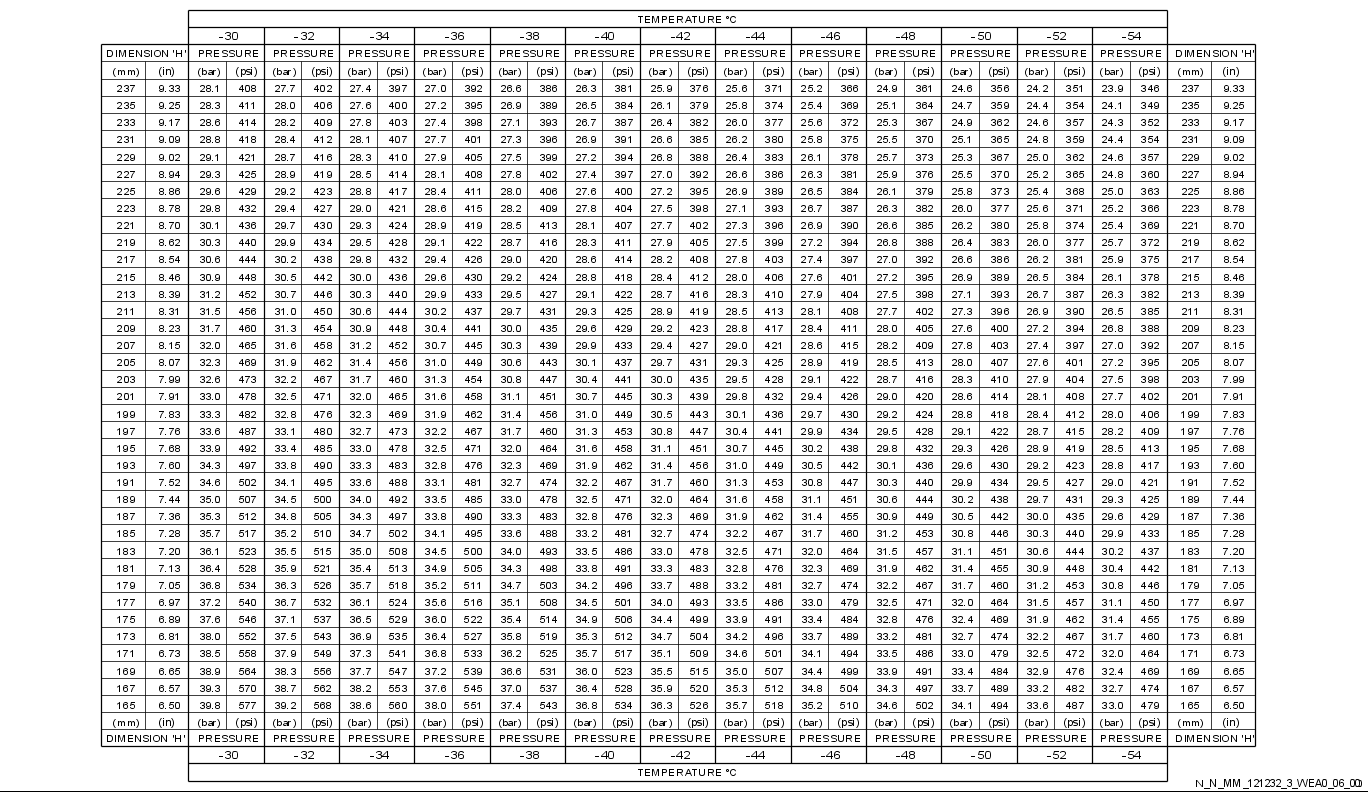 TEMPERATURE °C
-30 -32 -34 -36 -38 -40 -42 -44 -46 -48 -50 -52 -54
DIMENSION 'H' PRESSURE PRESSURE PRESSURE PRESSURE PRESSURE PRESSURE PRESSURE PRESSURE PRESSURE PRESSURE PRESSURE PRESSURE PRESSURE DIMENSION 'H'
(mm) (in) (bar) (psi) (bar) (psi) (bar) (psi) (bar) (psi) (bar) (psi) (bar) (psi) (bar) (psi) (bar) (psi) (bar) (psi) (bar) (psi) (bar) (psi) (bar) (psi) (bar) (psi) (mm) (in)
237 9.33 28.1 408 27.7 402 27.4 397 27.0 392 26.6 386 26.3 381 25.9 376 25.6 371 25.2 366 24.9 361 24.6 356 24.2 351 23.9 346 237 9.33
235 9.25 28.3 411 28.0 406 27.6 400 27.2 395 26.9 389 26.5 384 26.1 379 25.8 374 25.4 369 25.1 364 24.7 359 24.4 354 24.1 349 235 9.25
233 9.17 28.6 414 28.2 409 27.8 403 27.4 398 27.1 393 26.7 387 26.4 382 26.0 377 25.6 372 25.3 367 24.9 362 24.6 357 24.3 352 233 9.17
231 9.09 28.8 418 28.4 412 28.1 407 27.7 401 27.3 396 26.9 391 26.6 385 26.2 380 25.8 375 25.5 370 25.1 365 24.8 359 24.4 354 231 9.09
229 9.02 29.1 421 28.7 416 28.3 410 27.9 405 27.5 399 27.2 394 26.8 388 26.4 383 26.1 378 25.7 373 25.3 367 25.0 362 24.6 357 229 9.02
227 8.94 29.3 425 28.9 419 28.5 414 28.1 408 27.8 402 27.4 397 27.0 392 26.6 386 26.3 381 25.9 376 25.5 370 25.2 365 24.8 360 227 8.94
225 8.86 29.6 429 29.2 423 28.8 417 28.4 411 28.0 406 27.6 400 27.2 395 26.9 389 26.5 384 26.1 379 25.8 373 25.4 368 25.0 363 225 8.86
223 8.78 29.8 432 29.4 427 29.0 421 28.6 415 28.2 409 27.8 404 27.5 398 27.1 393 26.7 387 26.3 382 26.0 377 25.6 371 25.2 366 223 8.78
221 8.70 30.1 436 29.7 430 29.3 424 28.9 419 28.5 413 28.1 407 27.7 402 27.3 396 26.9 390 26.6 385 26.2 380 25.8 374 25.4 369 221 8.70
219 8.62 30.3 440 29.9 434 29.5 428 29.1 422 28.7 416 28.3 411 27.9 405 27.5 399 27.2 394 26.8 388 26.4 383 26.0 377 25.7 372 219 8.62
217 8.54 30.6 444 30.2 438 29.8 432 29.4 426 29.0 420 28.6 414 28.2 408 27.8 403 27.4 397 27.0 392 26.6 386 26.2 381 25.9 375 217 8.54
215 8.46 30.9 448 30.5 442 30.0 436 29.6 430 29.2 424 28.8 418 28.4 412 28.0 406 27.6 401 27.2 395 26.9 389 26.5 384 26.1 378 215 8.46
213 8.39 31.2 452 30.7 446 30.3 440 29.9 433 29.5 427 29.1 422 28.7 416 28.3 410 27.9 404 27.5 398 27.1 393 26.7 387 26.3 382 213 8.39
211 8.31 31.5 456 31.0 450 30.6 444 30.2 437 29.7 431 29.3 425 28.9 419 28.5 413 28.1 408 27.7 402 27.3 396 26.9 390 26.5 385 211 8.31
209 8.23 31.7 460 31.3 454 30.9 448 30.4 441 30.0 435 29.6 429 29.2 423 28.8 417 28.4 411 28.0 405 27.6 400 27.2 394 26.8 388 209 8.23
207 8.15 32.0 465 31.6 458 31.2 452 30.7 445 30.3 439 29.9 433 29.4 427 29.0 421 28.6 415 28.2 409 27.8 403 27.4 397 27.0 392 207 8.15
205 8.07 32.3 469 31.9 462 31.4 456 31.0 449 30.6 443 30.1 437 29.7 431 29.3 425 28.9 419 28.5 413 28.0 407 27.6 401 27.2 395 205 8.07
203 7.99 32.6 473 32.2 467 31.7 460 31.3 454 30.8 447 30.4 441 30.0 435 29.5 428 29.1 422 28.7 416 28.3 410 27.9 404 27.5 398 203 7.99
201 7.91 33.0 478 32.5 471 32.0 465 31.6 458 31.1 451 30.7 445 30.3 439 29.8 432 29.4 426 29.0 420 28.6 414 28.1 408 27.7 402 201 7.91
199 7.83 33.3 482 32.8 476 32.3 469 31.9 462 31.4 456 31.0 449 30.5 443 30.1 436 29.7 430 29.2 424 28.8 418 28.4 412 28.0 406 199 7.83
197 7.76 33.6 487 33.1 480 32.7 473 32.2 467 31.7 460 31.3 453 30.8 447 30.4 441 29.9 434 29.5 428 29.1 422 28.7 415 28.2 409 197 7.76
195 7.68 33.9 492 33.4 485 33.0 478 32.5 471 32.0 464 31.6 458 31.1 451 30.7 445 30.2 438 29.8 432 29.3 426 28.9 419 28.5 413 195 7.68
193 7.60 34.3 497 33.8 490 33.3 483 32.8 476 32.3 469 31.9 462 31.4 456 31.0 449 30.5 442 30.1 436 29.6 430 29.2 423 28.8 417 193 7.60
191 7.52 34.6 502 34.1 495 33.6 488 33.1 481 32.7 474 32.2 467 31.7 460 31.3 453 30.8 447 30.3 440 29.9 434 29.5 427 29.0 421 191 7.52
189 7.44 35.0 507 34.5 500 34.0 492 33.5 485 33.0 478 32.5 471 32.0 464 31.6 458 31.1 451 30.6 444 30.2 438 29.7 431 29.3 425 189 7.44
187 7.36 35.3 512 34.8 505 34.3 497 33.8 490 33.3 483 32.8 476 32.3 469 31.9 462 31.4 455 30.9 449 30.5 442 30.0 435 29.6 429 187 7.36
185 7.28 35.7 517 35.2 510 34.7 502 34.1 495 33.6 488 33.2 481 32.7 474 32.2 467 31.7 460 31.2 453 30.8 446 30.3 440 29.9 433 185 7.28
183 7.20 36.1 523 35.5 515 35.0 508 34.5 500 34.0 493 33.5 486 33.0 478 32.5 471 32.0 464 31.5 457 31.1 451 30.6 444 30.2 437 183 7.20
181 7.13 36.4 528 35.9 521 35.4 513 34.9 505 34.3 498 33.8 491 33.3 483 32.8 476 32.3 469 31.9 462 31.4 455 30.9 448 30.4 442 181 7.13
179 7.05 36.8 534 36.3 526 35.7 518 35.2 511 34.7 503 34.2 496 33.7 488 33.2 481 32.7 474 32.2 467 31.7 460 31.2 453 30.8 446 179 7.05
177 6.97 37.2 540 36.7 532 36.1 524 35.6 516 35.1 508 34.5 501 34.0 493 33.5 486 33.0 479 32.5 471 32.0 464 31.5 457 31.1 450 177 6.97
175 6.89 37.6 546 37.1 537 36.5 529 36.0 522 35.4 514 34.9 506 34.4 499 33.9 491 33.4 484 32.8 476 32.4 469 31.9 462 31.4 455 175 6.89
173 6.81 38.0 552 37.5 543 36.9 535 36.4 527 35.8 519 35.3 512 34.7 504 34.2 496 33.7 489 33.2 481 32.7 474 32.2 467 31.7 460 173 6.81
171 6.73 38.5 558 37.9 549 37.3 541 36.8 533 36.2 525 35.7 517 35.1 509 34.6 501 34.1 494 33.5 486 33.0 479 32.5 472 32.0 464 171 6.73
169 6.65 38.9 564 38.3 556 37.7 547 37.2 539 36.6 531 36.0 523 35.5 515 35.0 507 34.4 499 33.9 491 33.4 484 32.9 476 32.4 469 169 6.65
167 6.57 39.3 570 38.7 562 38.2 553 37.6 545 37.0 537 36.4 528 35.9 520 35.3 512 34.8 504 34.3 497 33.7 489 33.2 482 32.7 474 167 6.57
165 6.50 39.8 577 39.2 568 38.6 560 38.0 551 37.4 543 36.8 534 36.3 526 35.7 518 35.2 510 34.6 502 34.1 494 33.6 487 33.0 479 165 6.50
(mm) (in) (bar) (psi) (bar) (psi) (bar) (psi) (bar) (psi) (bar) (psi) (bar) (psi) (bar) (psi) (bar) (psi) (bar) (psi) (bar) (psi) (bar) (psi) (bar) (psi) (bar) (psi) (mm) (in)
DIMENSION 'H' PRESSURE PRESSURE PRESSURE PRESSURE PRESSURE PRESSURE PRESSURE PRESSURE PRESSURE PRESSURE PRESSURE PRESSURE PRESSURE DIMENSION 'H'
-30 -32 -34 -36 -38 -40 -42 -44 -46 -48 -50 -52 -54
TEMPERATURE °C
N_N_MM_121232_3_WEA0_06_00